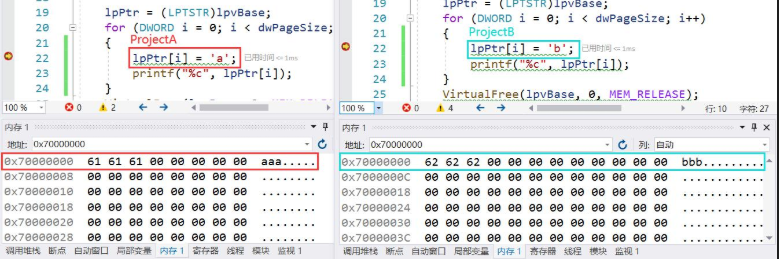 lpPtr = (LPTSTR)lpvBase;
20 for (DWORD i = 0; i < dwPageSize;
21 { ProjectA
22 lpPtr[i] = 'a'; 已用时间 <= 1ms
23 printf("%c", lpPtr[i]);
24 }
100 % 0 2
内存 1
地址: 0x70000000
0x70000000 61 61 61 00 00 00 00 00 aaa.....
0x70000008 00 00 00 00 00 00 00 00 ........
0x70000010 00 00 00 00 00 00 00 00 ........
0x70000018 00 00 00 00 00 00 00 00 ........
0x70000020 00 00 00 00 00 00 00 00 ........
0x70000028 00 00 00 00 00 00 00 00 ........
调用堆栈 断点 自动窗口 局部变量 内存 1 寄存器 线程 模块 监视 1
lpPtr = (LPTSTR)lpvBase;
20 for (DWORD i = 0; i < dwPageSize; i++)
21 { ProjectB
22 lpPtr[i] = 'b'; 已用时间 <= 1ms
23 printf("%c", lpPtr[i]);
24 }
25 VirtualFree(lpvBase, 0, MEM_RELEASE);
100 % 0 4 行: 10 字符: 27
内存 1
地址: 0x70000000 列: 自动
0x70000000 62 62 62 00 00 00 00 00 00 00 00 00 bbb.........
0x7000000C 00 00 00 00 00 00 00 00 00 00 00 00 ............
0x70000018 00 00 00 00 00 00 00 00 00 00 00 00 ............
0x70000024 00 00 00 00 00 00 00 00 00 00 00 00 ............
0x70000030 00 00 00 00 00 00 00 00 00 00 00 00 ............
0x7000003C 00 00 00 00 00 00 00 00 00 00 00 00 ............
调用堆栈 断点 自动窗口 局部变量 内存 1 寄存器 线程 模块 监视 1